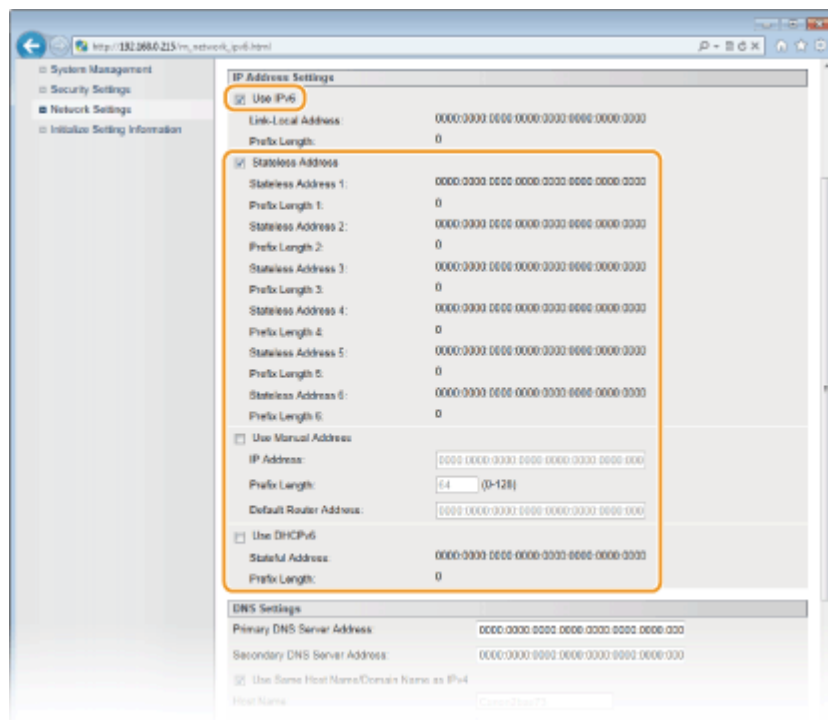 http://192.168.0.215/m_network_ipv6.html
System Management
Security Settings
Network Settings
Initialize Setting Information
IP Address Settings
Use IPv6
Link-Local Address: 0000:0000:0000:0000:0000:0000:0000:0000
Prefix Length: 0
Stateless Address
Stateless Address 1: 0000:0000:0000:0000:0000:0000:0000:0000
Prefix Length 1: 0
Stateless Address 2: 0000:0000:0000:0000:0000:0000:0000:0000
Prefix Length 2: 0
Stateless Address 3: 0000:0000:0000:0000:0000:0000:0000:0000
Prefix Length 3: 0
Stateless Address 4: 0000:0000:0000:0000:0000:0000:0000:0000
Prefix Length 4: 0
Stateless Address 5: 0000:0000:0000:0000:0000:0000:0000:0000
Prefix Length 5: 0
Stateless Address 6: 0000:0000:0000:0000:0000:0000:0000:0000
Prefix Length 6: 0
Use Manual Address
IP Address: 0000:0000:0000:0000:0000:0000:0000:000
Prefix Length: 64 (0-128)
Default Router Address: 0000:0000:0000:0000:0000:0000:0000:000
Use DHCPv6
Stateful Address: 0000:0000:0000:0000:0000:0000:0000:0000
Prefix Length: 0
DNS Settings
Primary DNS Server Address: 0000:0000:0000:0000:0000:0000:0000:000
Secondary DNS Server Address: 0000:0000:0000:0000:0000:0000:0000:000
Use Same Host Name/Domain Name as IPv4
Host Name: